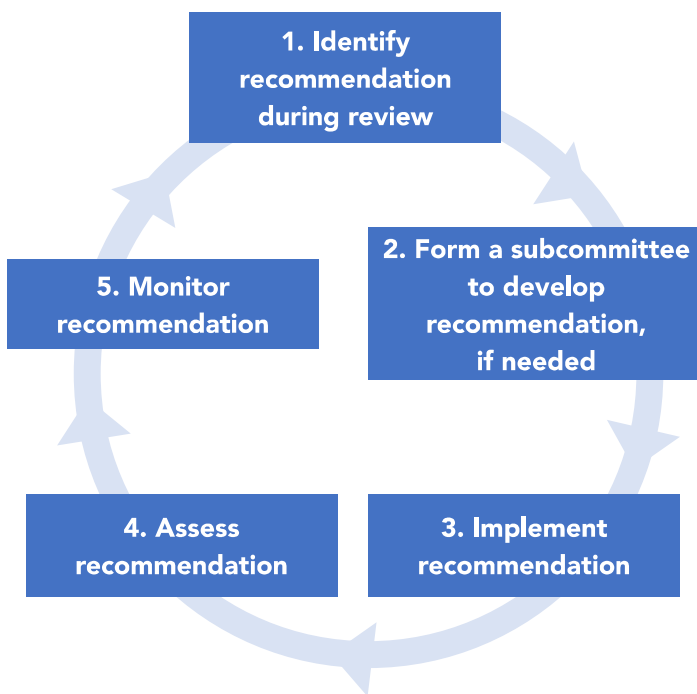 1. Identify
recommendation
during review
2. Form a subcommittee
to develop
recommendation,
if needed
3. Implement
recommendation
4. Assess
recommendation
5. Monitor
recommendation